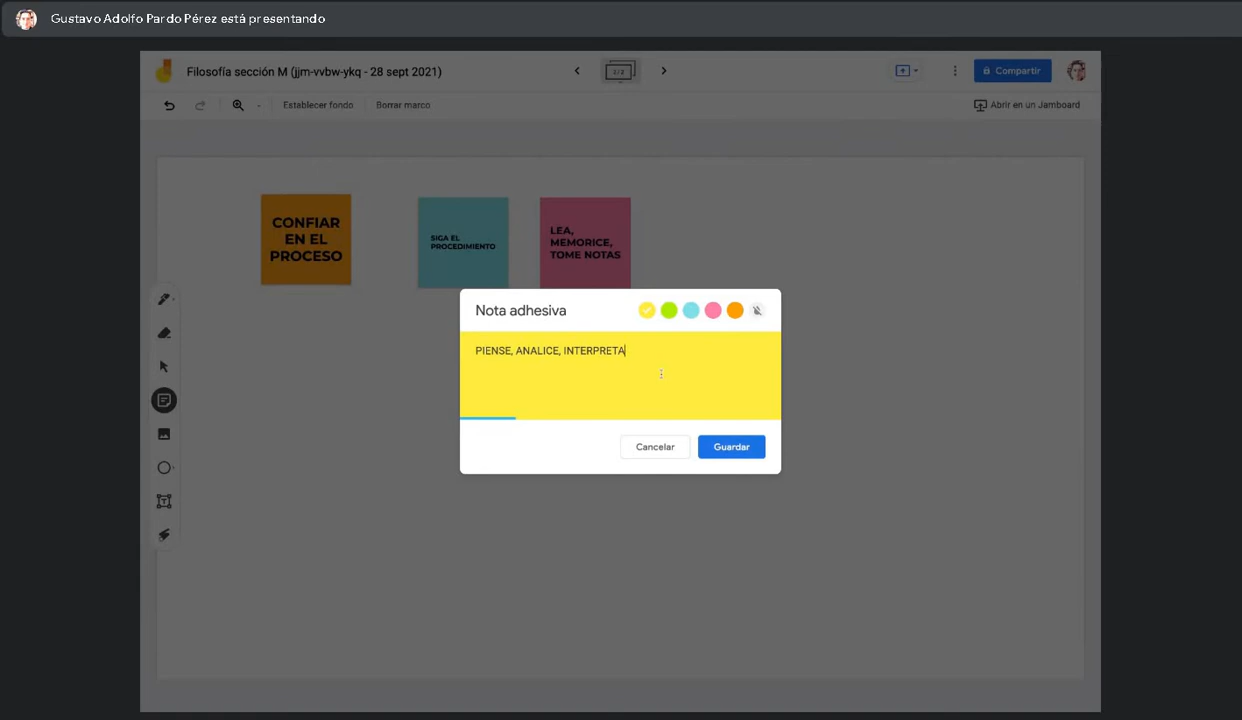 Gustavo Adolfo Pardo Pérez está presentando
Filosofía sección M (jjm-vvbw-ykq - 28 sept 2021)
2/2
Compartir
Establecer fondo
Borrar marco
Abrir en un Jamboard
CONFIAR
EN EL
PROCESO
SIGA EL
PROCEDIMIENTO
LEA,
MEMORICE,
TOME NOTAS
Nota adhesiva
PIENSE, ANALICE, INTERPRETA
Cancelar
Guardar